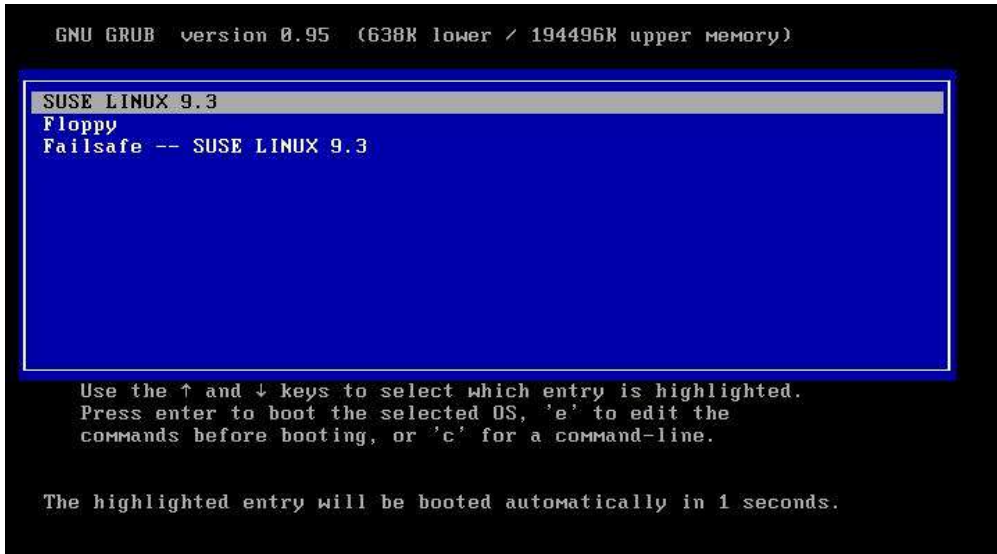 GNU GRUB version 0.95 (638K lower / 194496K upper memory)
SUSE LINUX 9.3
Floppy
Failsafe -- SUSE LINUX 9.3
Use the ↑ and ↓ keys to select which entry is highlighted.
Press enter to boot the selected OS, 'e' to edit the
commands before booting, or 'c' for a command-line.
The highlighted entry will be booted automatically in 1 seconds.